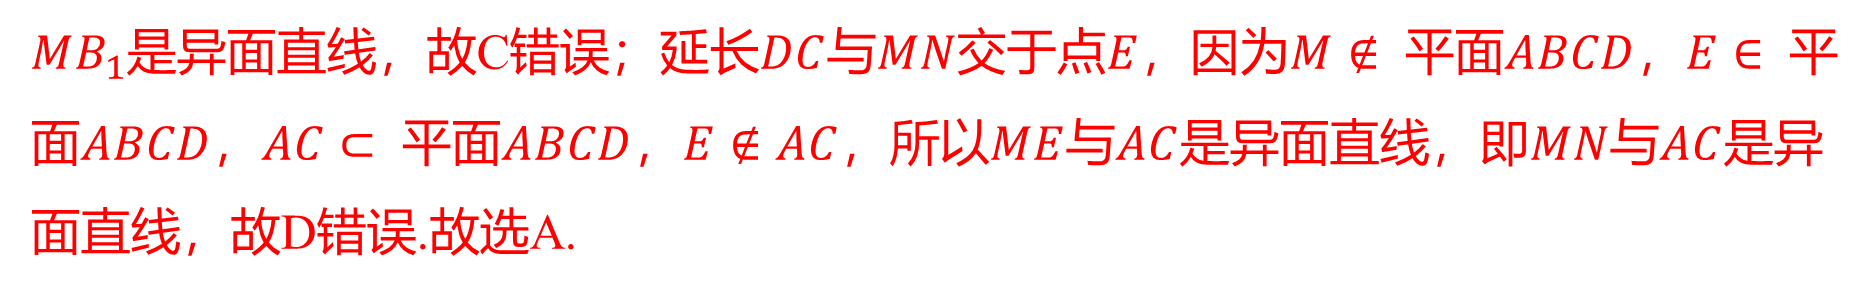 MB₁是异面直线，故C错误；延长DC与MN交于点E，因为M ∉ 平面ABCD，E ∈ 平
面ABCD，AC ⊂ 平面ABCD，E ∉ AC，所以ME与AC是异面直线，即MN与AC是异
面直线，故D错误.故选A.